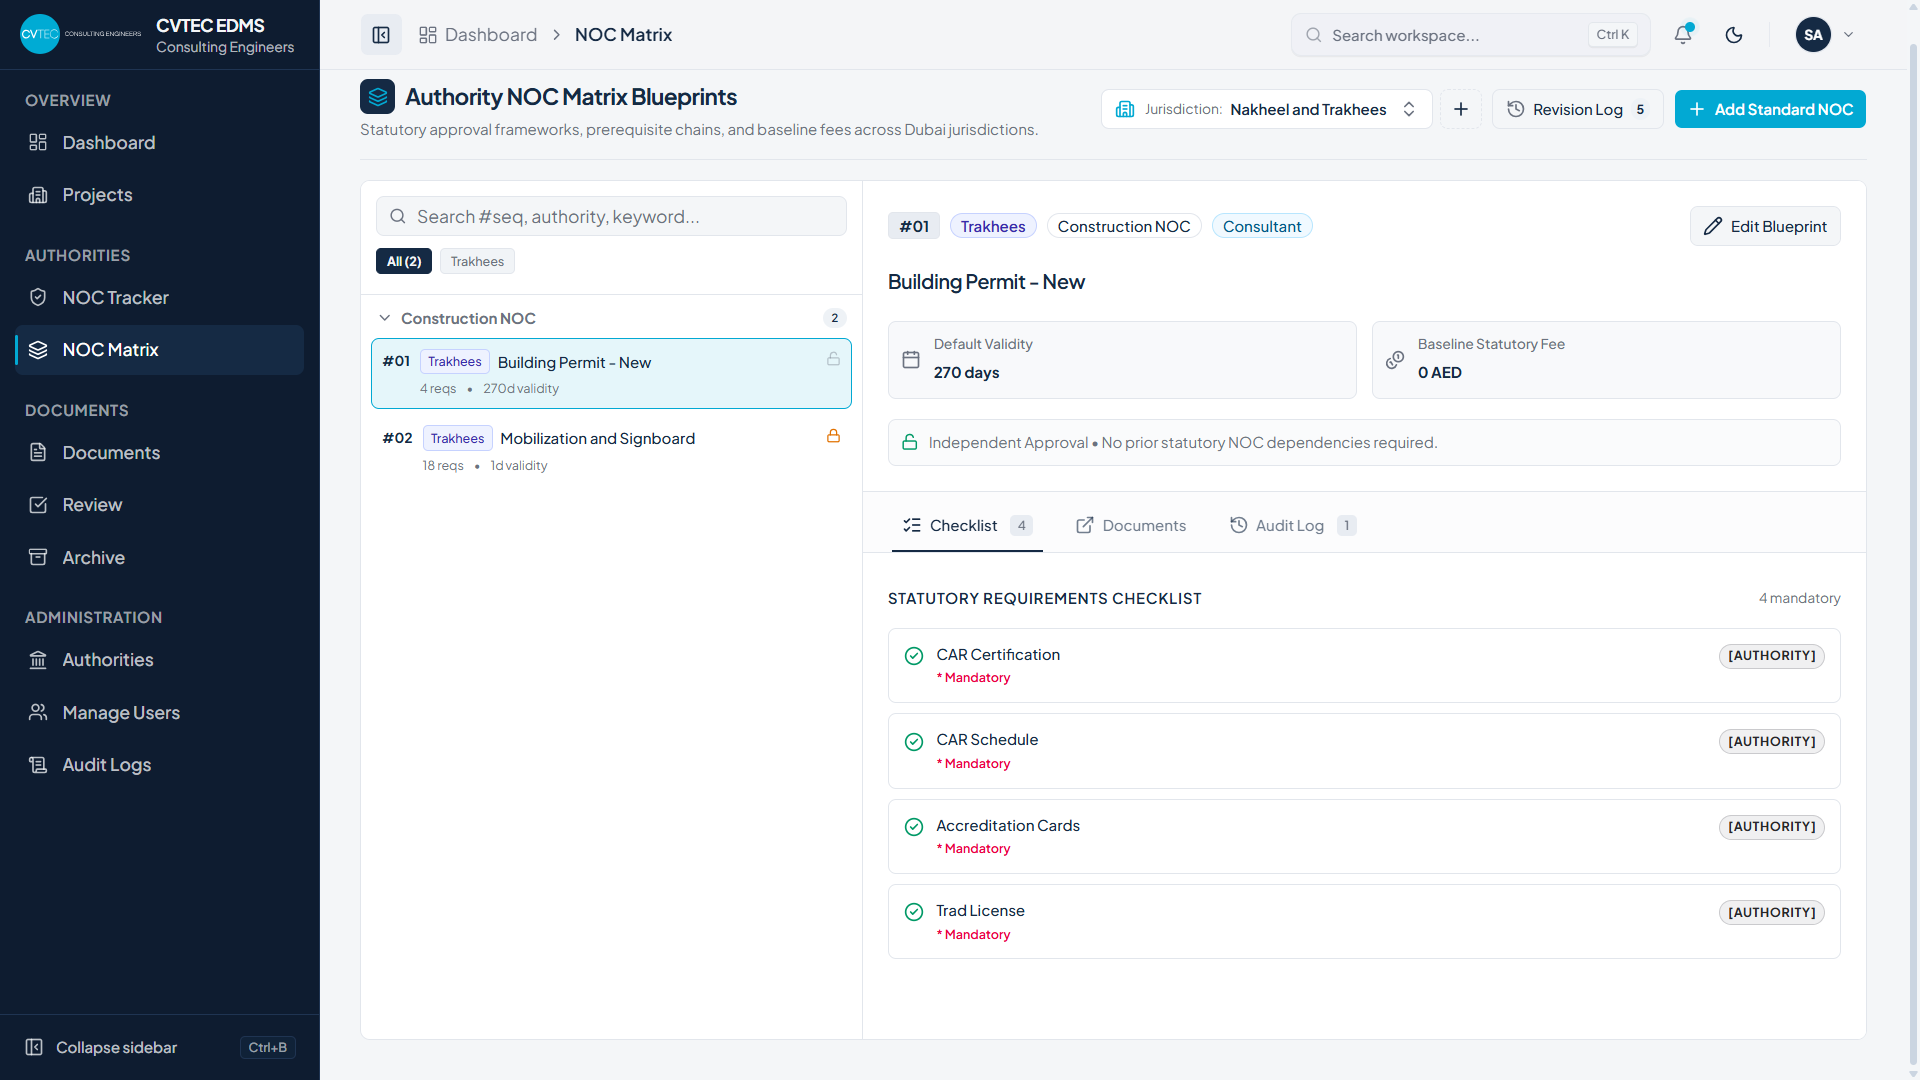 CVTEC CONSULTING ENGINEERS
CVTEC EDMS
Consulting Engineers
OVERVIEW
Dashboard
Projects
AUTHORITIES
NOC Tracker
NOC Matrix
DOCUMENTS
Documents
Review
Archive
ADMINISTRATION
Authorities
Manage Users
Audit Logs
Collapse sidebar Ctrl+B
Dashboard > NOC Matrix
Search workspace... Ctrl K
SA
Authority NOC Matrix Blueprints
Statutory approval frameworks, prerequisite chains, and baseline fees across Dubai jurisdictions.
Jurisdiction: Nakheel and Trakhees
+
Revision Log 5
+ Add Standard NOC
Search #seq, authority, keyword...
All (2) Trakhees
Construction NOC 2
#01 Trakhees Building Permit - New
4 reqs • 270d validity
#02 Trakhees Mobilization and Signboard
18 reqs • 1d validity
#01 Trakhees Construction NOC Consultant
Edit Blueprint
Building Permit - New
Default Validity
270 days
Baseline Statutory Fee
0 AED
Independent Approval • No prior statutory NOC dependencies required.
Checklist 4 Documents Audit Log 1
STATUTORY REQUIREMENTS CHECKLIST 4 mandatory
CAR Certification [AUTHORITY]
* Mandatory
CAR Schedule [AUTHORITY]
* Mandatory
Accreditation Cards [AUTHORITY]
* Mandatory
Trad License [AUTHORITY]
* Mandatory